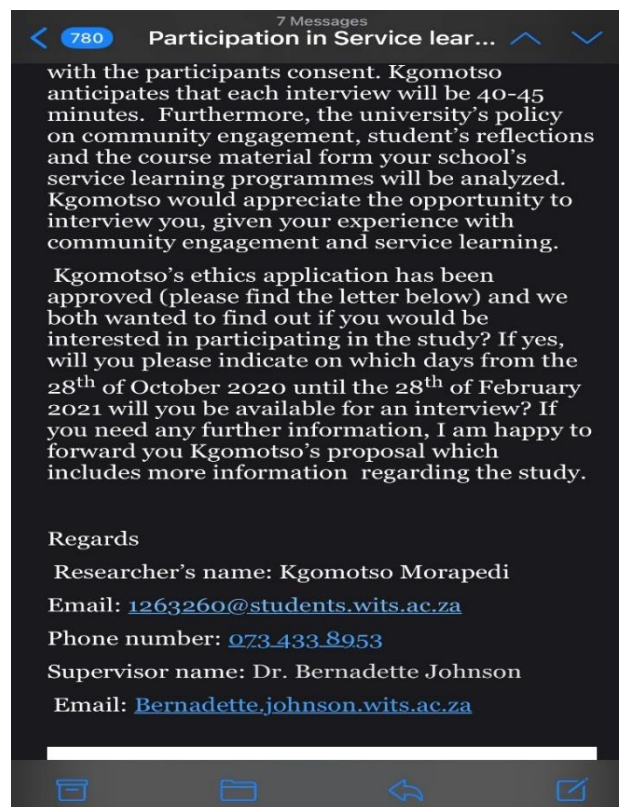 7 Messages
780 Participation in Service lear...
with the participants consent. Kgomotso
anticipates that each interview will be 40-45
minutes.  Furthermore, the university's policy
on community engagement, student's reflections
and the course material form your school's
service learning programmes will be analyzed.
Kgomotso would appreciate the opportunity to
interview you, given your experience with
community engagement and service learning.
Kgomotso's ethics application has been
approved (please find the letter below) and we
both wanted to find out if you would be
interested in participating in the study? If yes,
will you please indicate on which days from the
28th of October 2020 until the 28th of February
2021 will you be available for an interview? If
you need any further information, I am happy to
forward you Kgomotso's proposal which
includes more information  regarding the study.
Regards
Researcher's name: Kgomotso Morapedi
Email: 1263260@students.wits.ac.za
Phone number: 073 433 8953
Supervisor name: Dr. Bernadette Johnson
Email: Bernadette.johnson.wits.ac.za